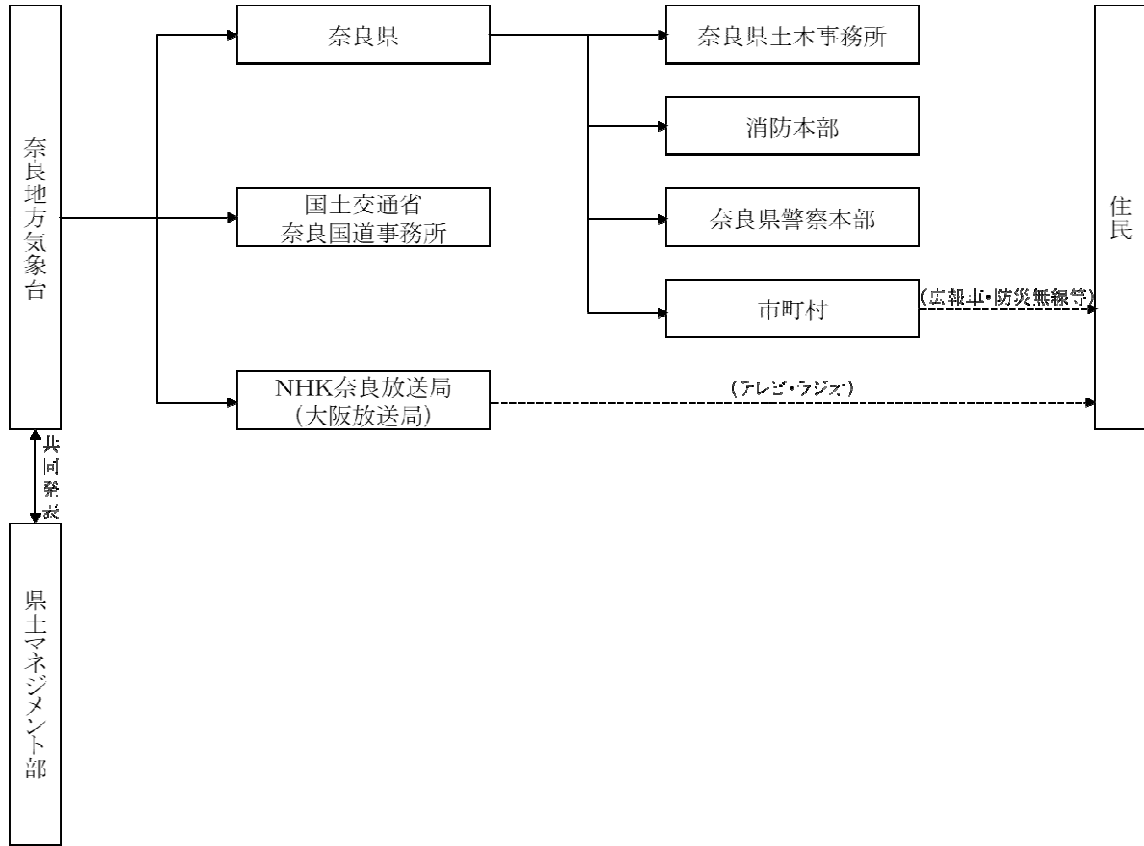 奈良地方気象台
奈良県
国土交通省
奈良国道事務所
NHK奈良放送局
(大阪放送局)
奈良県土木事務所
消防本部
奈良県警察本部
市町村
(広報車・防災無線等)
(テレビ・ラジオ)
住民
共同発表
県土マネジメント部